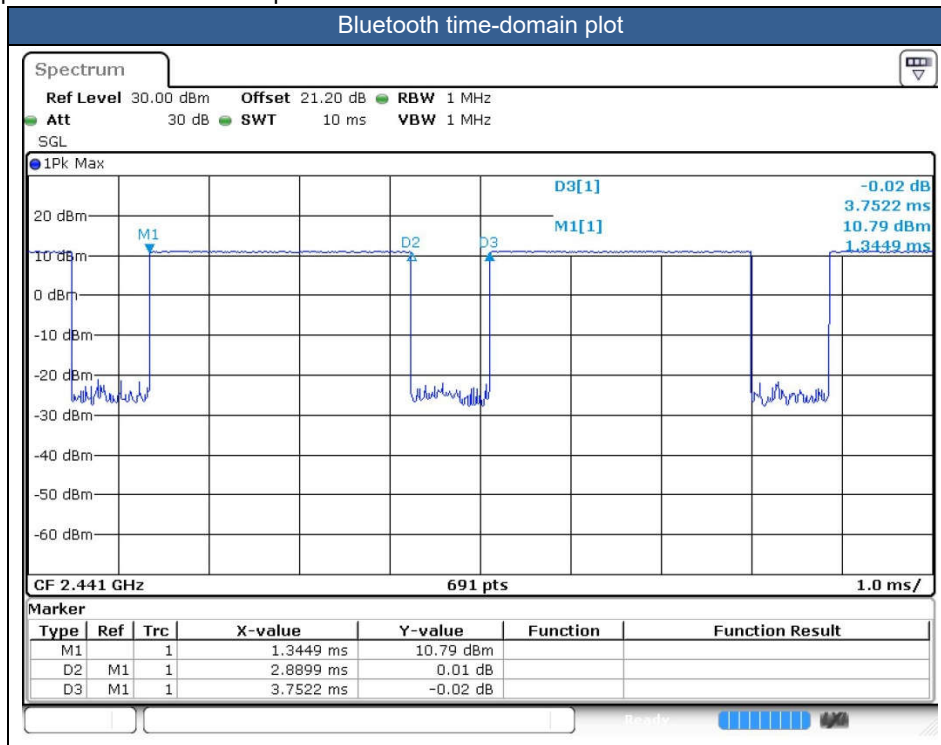 Bluetooth time-domain plot
Spectrum
Ref Level 30.00 dBm Offset 21.20 dB RBW 1 MHz
Att 30 dB SWT 10 ms VBW 1 MHz
SGL
1Pk Max
D3[1] -0.02 dB
3.7522 ms
20 dBm
M1[1] 10.79 dBm
M1 D2 D3 1.3449 ms
10 dBm
0 dBm
-10 dBm
-20 dBm
-30 dBm
-40 dBm
-50 dBm
-60 dBm
CF 2.441 GHz 691 pts 1.0 ms/
Marker
Type Ref Trc X-value Y-value Function Function Result
M1 1 1.3449 ms 10.79 dBm
D2 M1 1 2.8899 ms 0.01 dB
D3 M1 1 3.7522 ms -0.02 dB
Ready